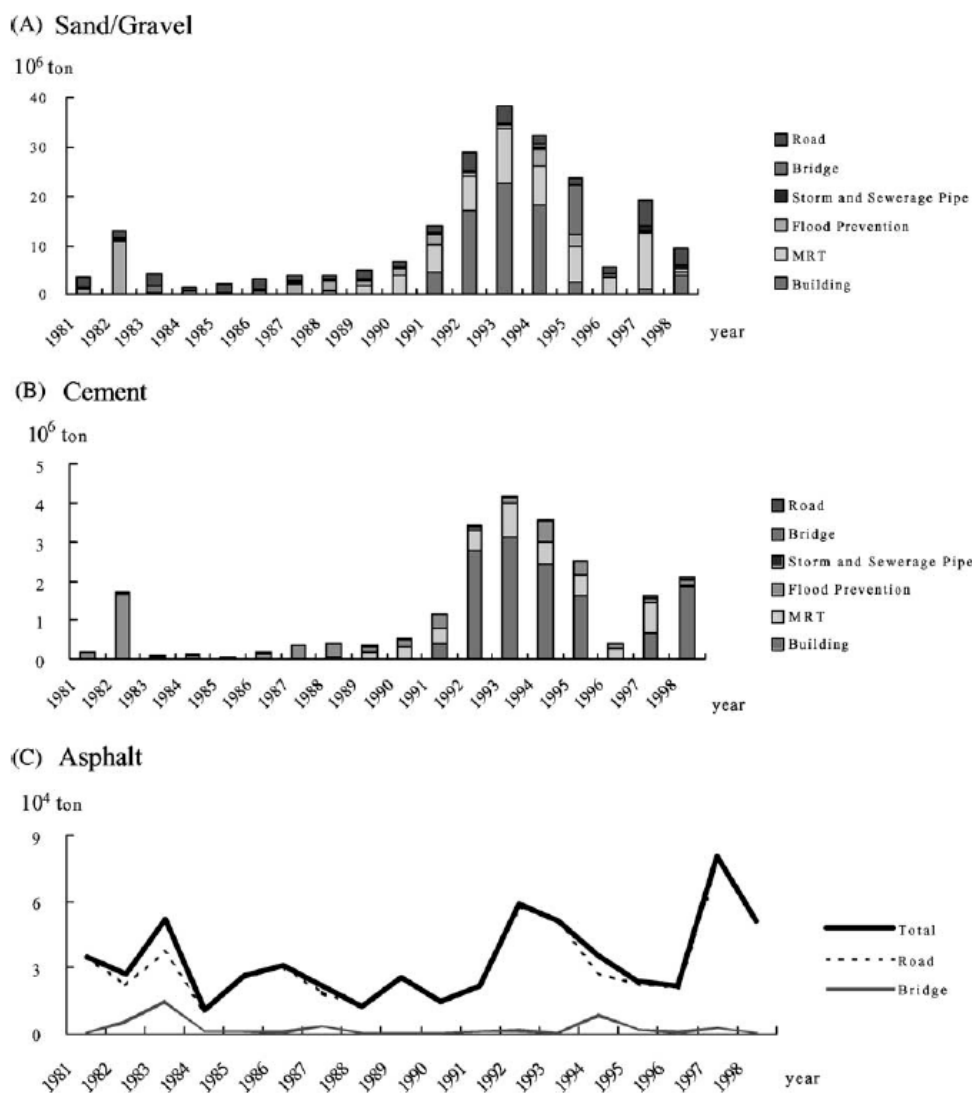 (A) Sand/Gravel
10⁶ ton
40
30
20
10
0
Road
Bridge
Storm and Sewerage Pipe
Flood Prevention
MRT
Building
1981 1982 1983 1984 1985 1986 1987 1988 1989 1990 1991 1992 1993 1994 1995 1996 1997 1998 year
(B) Cement
10⁶ ton
5
4
3
2
1
0
Road
Bridge
Storm and Sewerage Pipe
Flood Prevention
MRT
Building
1981 1982 1983 1984 1985 1986 1987 1988 1989 1990 1991 1992 1993 1994 1995 1996 1997 1998 year
(C) Asphalt
10⁴ ton
9
6
3
0
Total
Road
Bridge
1981 1982 1983 1984 1985 1986 1987 1988 1989 1990 1991 1992 1993 1994 1995 1996 1997 1998 year